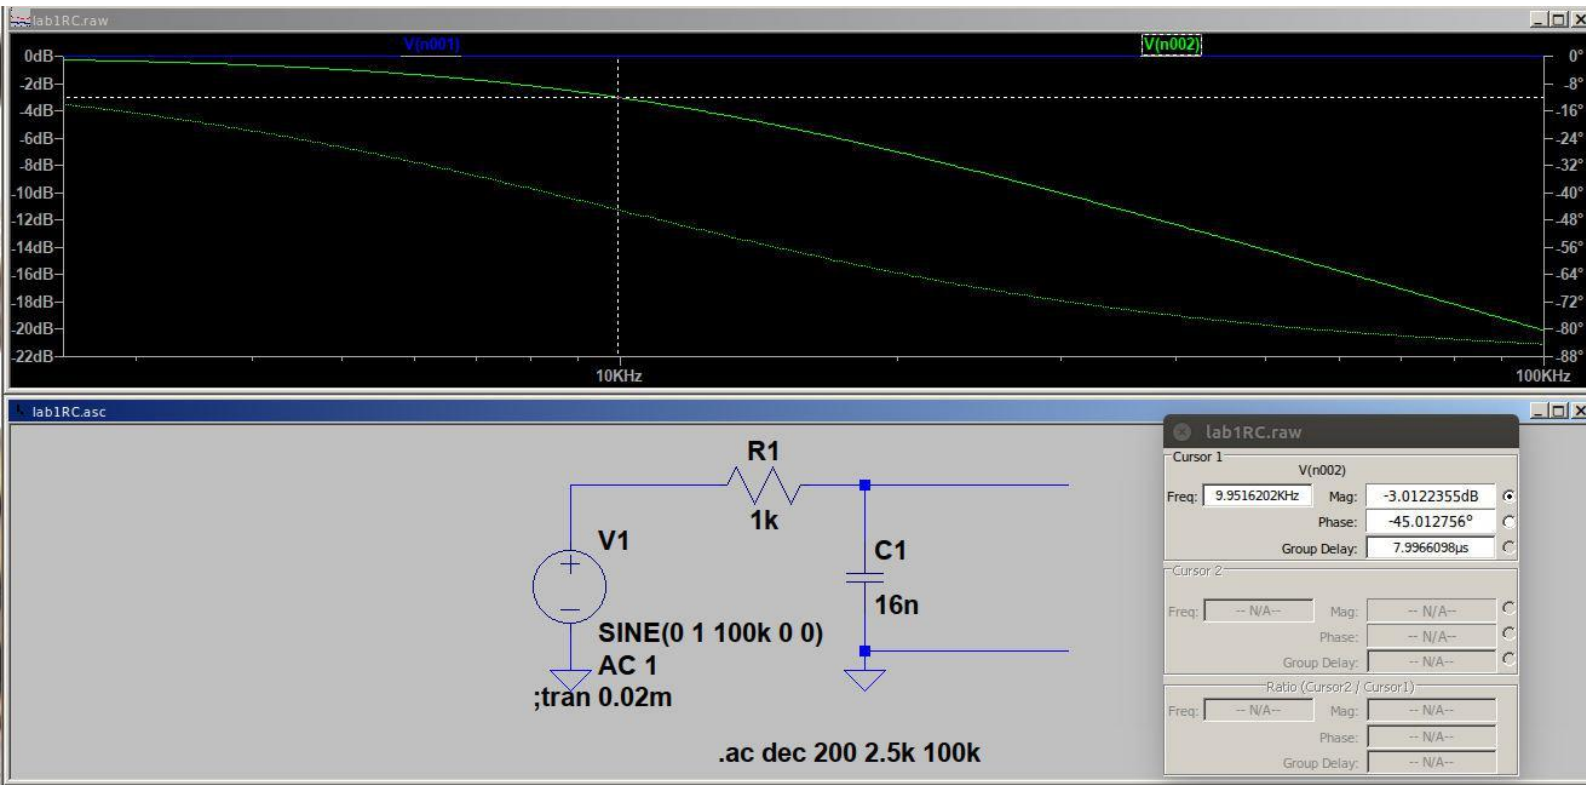 lab1RC.raw
V(n001)
V(n002)
0dB
-2dB
-4dB
-6dB
-8dB
-10dB
-12dB
-14dB
-16dB
-18dB
-20dB
-22dB
0°
-8°
-16°
-24°
-32°
-40°
-48°
-56°
-64°
-72°
-80°
-88°
10KHz
100KHz
lab1RC.asc
R1
1k
V1
C1
16n
SINE(0 1 100k 0 0)
AC 1
;tran 0.02m
.ac dec 200 2.5k 100k
lab1RC.raw
Cursor 1
V(n002)
Freq: 9.9516202KHz Mag: -3.0122355dB
Phase: -45.012756°
Group Delay: 7.9966098µs
Cursor 2
Freq: -- N/A-- Mag: -- N/A--
Phase: -- N/A--
Group Delay: -- N/A--
Ratio (Cursor2 / Cursor1)
Freq: -- N/A-- Mag: -- N/A--
Phase: -- N/A--
Group Delay: -- N/A--